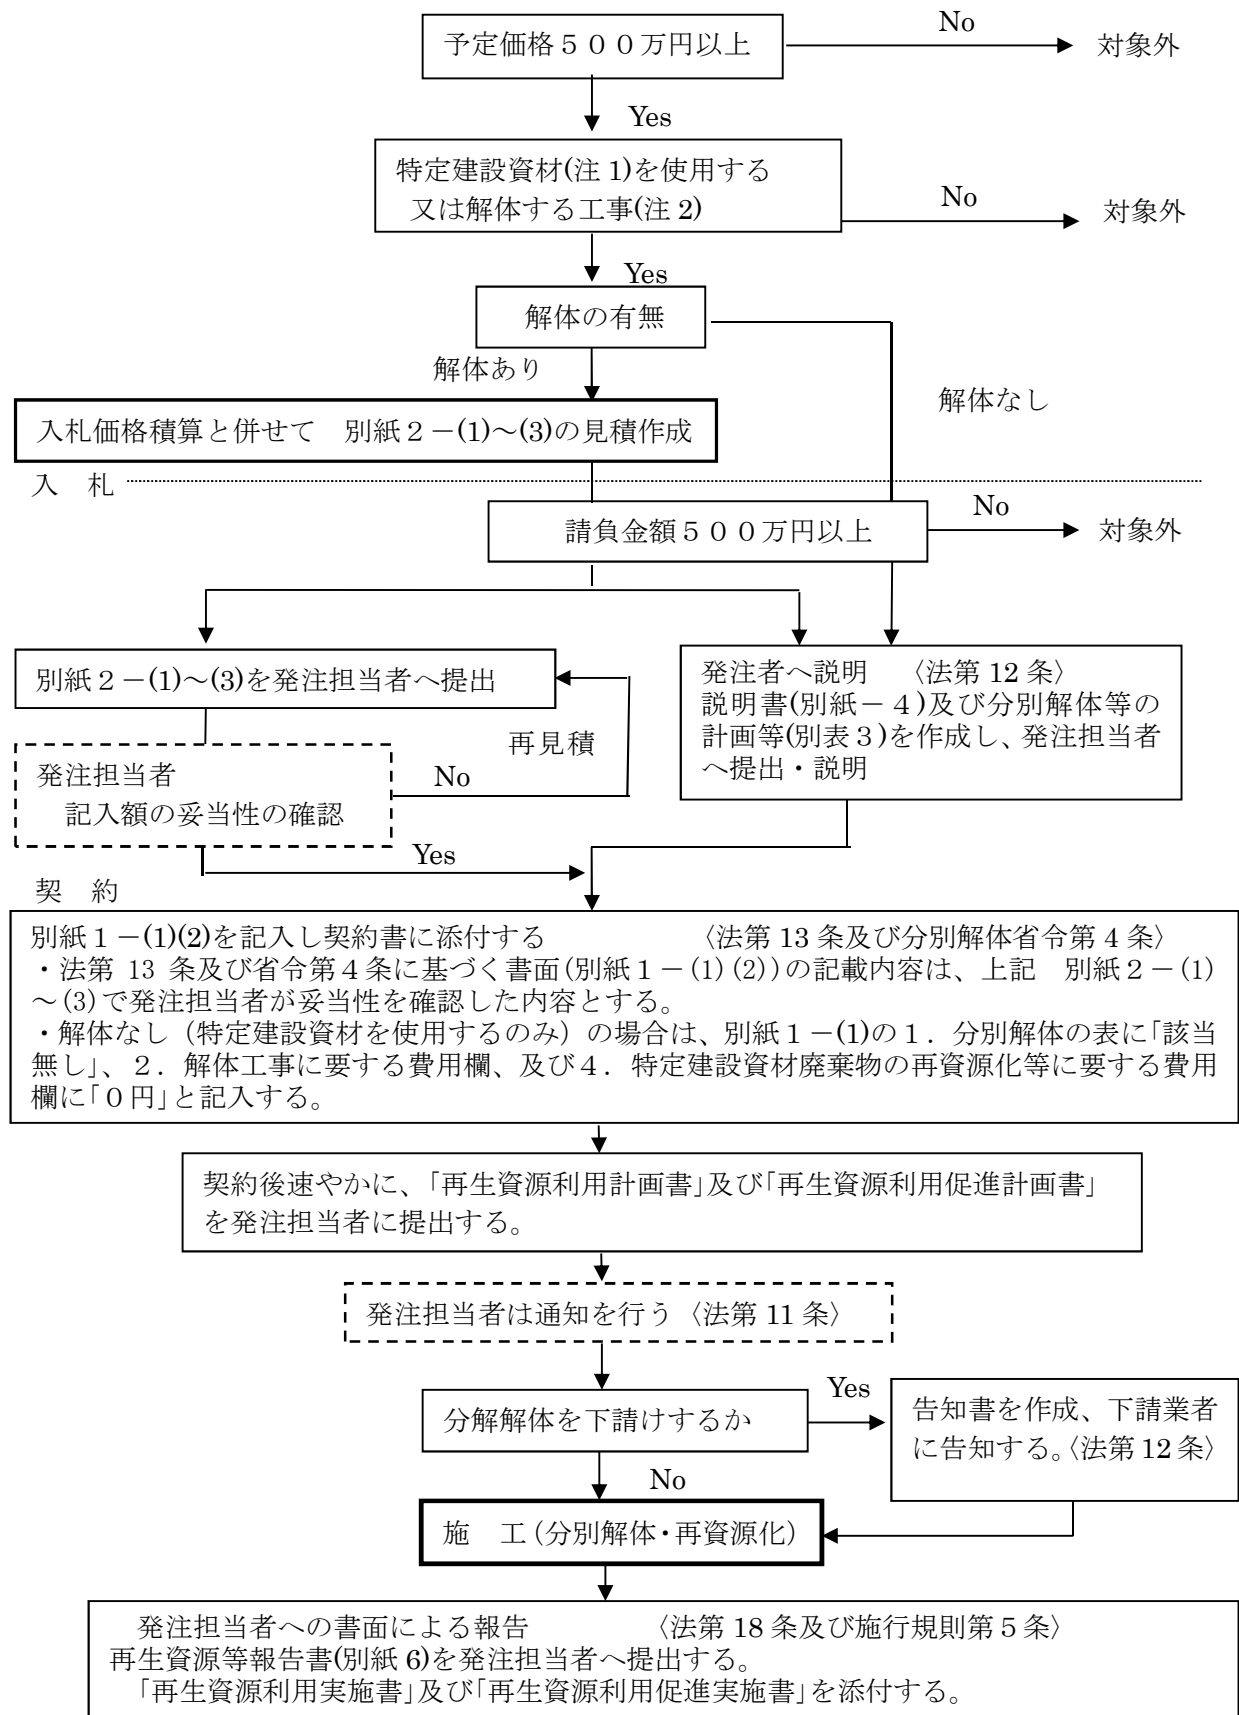 予定価格５００万円以上
No
対象外
Yes
特定建設資材(注 1)を使用する
又は解体する工事(注 2)
No
対象外
Yes
解体の有無
解体あり
解体なし
入札価格積算と併せて　別紙２－(1)～(3)の見積作成
入　札
請負金額５００万円以上
No
対象外
別紙２－(1)～(3)を発注担当者へ提出
再見積
発注担当者
記入額の妥当性の確認
No
Yes
発注者へ説明　〈法第 12 条〉
説明書(別紙－４)及び分別解体等の
計画等(別表３)を作成し、発注担当者
へ提出・説明
契　約
別紙１－(1)(2)を記入し契約書に添付する　　　　　〈法第 13 条及び分別解体省令第４条〉
・法第 13 条及び省令第４条に基づく書面(別紙１－(1)(2))の記載内容は、上記　別紙２－(1)
～(3)で発注担当者が妥当性を確認した内容とする。
・解体なし（特定建設資材を使用するのみ）の場合は、別紙１－(1)の１．分別解体の表に｢該当
無し｣、２．解体工事に要する費用欄、及び４．特定建設資材廃棄物の再資源化等に要する費用
欄に｢０円｣と記入する。
契約後速やかに、｢再生資源利用計画書｣及び｢再生資源利用促進計画書｣
を発注担当者に提出する。
発注担当者は通知を行う〈法第 11 条〉
分解解体を下請けするか
Yes
告知書を作成、下請業者
に告知する。〈法第 12 条〉
No
施　工(分別解体・再資源化)
発注担当者への書面による報告　　　　〈法第 18 条及び施行規則第５条〉
再生資源等報告書(別紙 6)を発注担当者へ提出する。
｢再生資源利用実施書｣及び｢再生資源利用促進実施書｣を添付する。